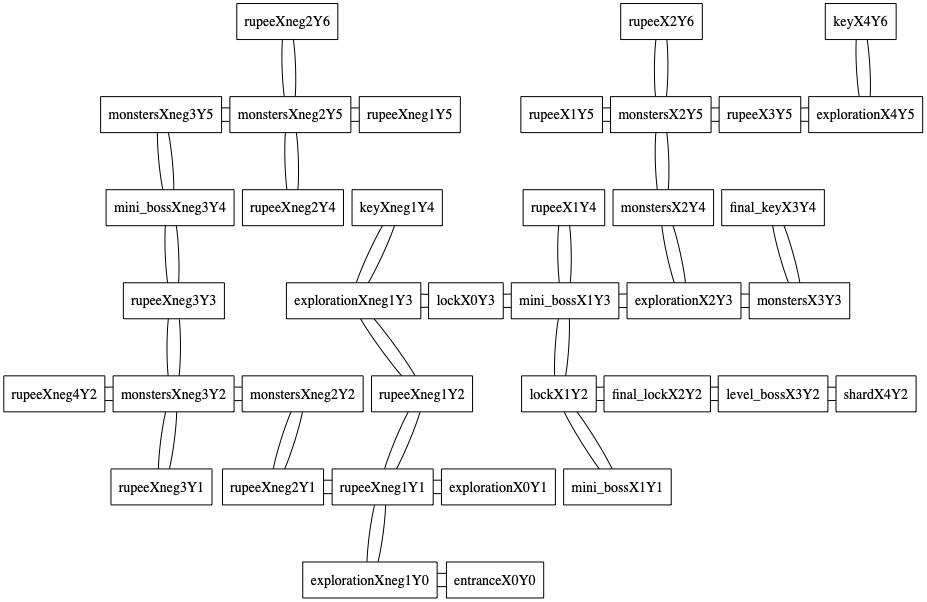 rupeeXneg2Y6
rupeeX2Y6
keyX4Y6
monstersXneg3Y5
monstersXneg2Y5
rupeeXneg1Y5
rupeeX1Y5
monstersX2Y5
rupeeX3Y5
explorationX4Y5
mini_bossXneg3Y4
rupeeXneg2Y4
keyXneg1Y4
rupeeX1Y4
monstersX2Y4
final_keyX3Y4
rupeeXneg3Y3
explorationXneg1Y3
lockX0Y3
mini_bossX1Y3
explorationX2Y3
monstersX3Y3
rupeeXneg4Y2
monstersXneg3Y2
monstersXneg2Y2
rupeeXneg1Y2
lockX1Y2
final_lockX2Y2
level_bossX3Y2
shardX4Y2
rupeeXneg3Y1
rupeeXneg2Y1
rupeeXneg1Y1
explorationX0Y1
mini_bossX1Y1
explorationXneg1Y0
entranceX0Y0